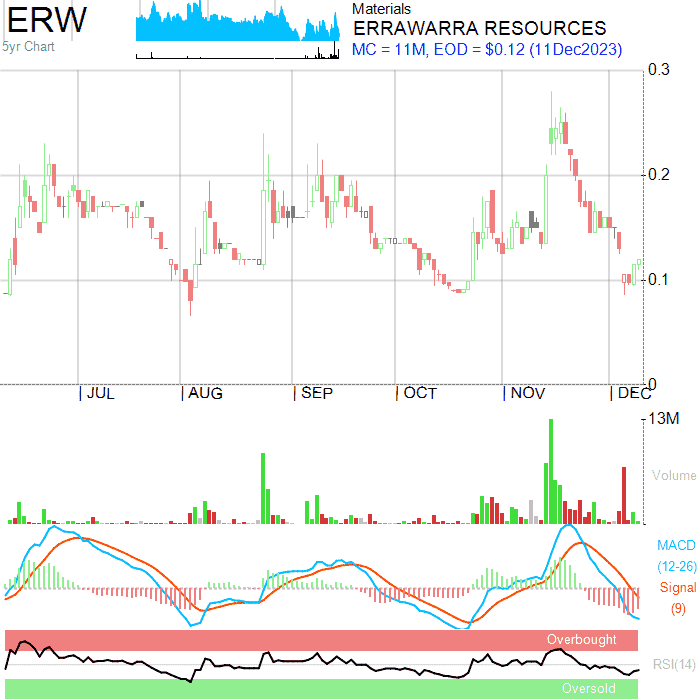 ERW
5yr Chart
Materials
ERRAWARRA RESOURCES
MC = 11M, EOD = $0.12 (11Dec2023)
0.3
0.2
0.1
0
JUL AUG SEP OCT NOV DEC
13M
Volume
MACD
(12-26)
Signal
(9)
Overbought
RSI(14)
Oversold